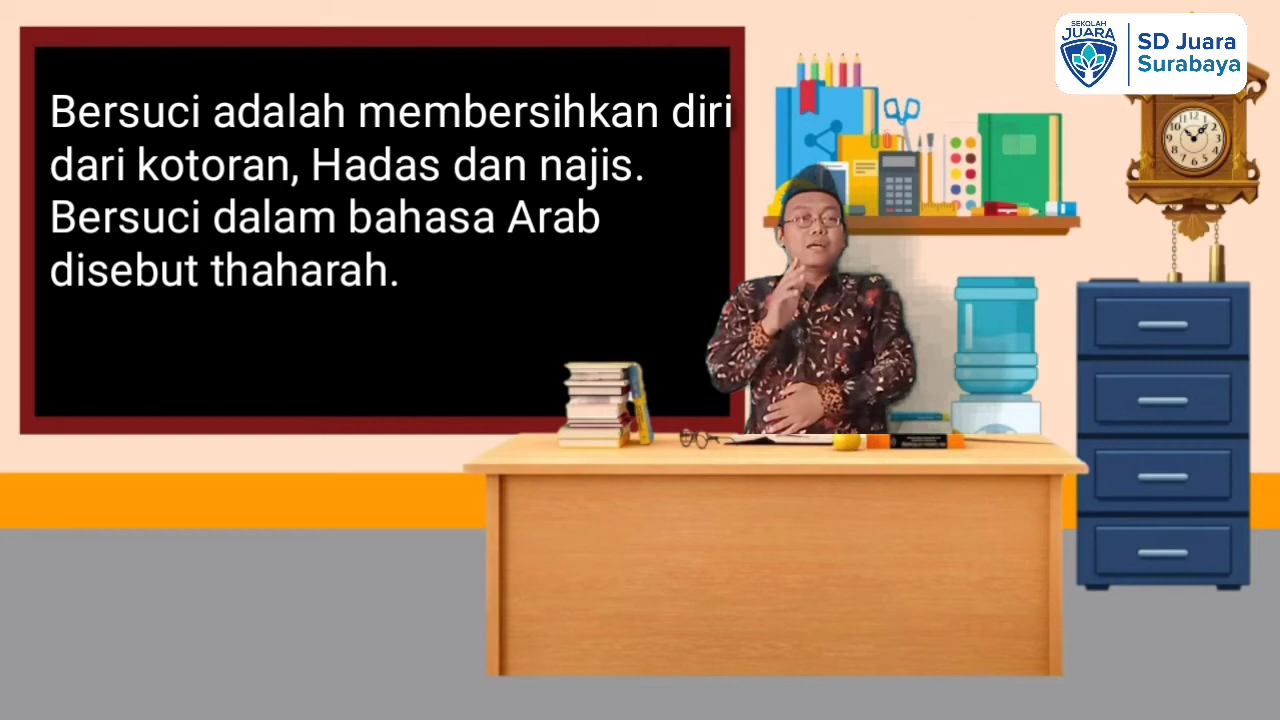 Bersuci adalah membersihkan diri
dari kotoran, Hadas dan najis.
Bersuci dalam bahasa Arab
disebut thaharah.
SEKOLAH
JUARA
SD Juara
Surabaya